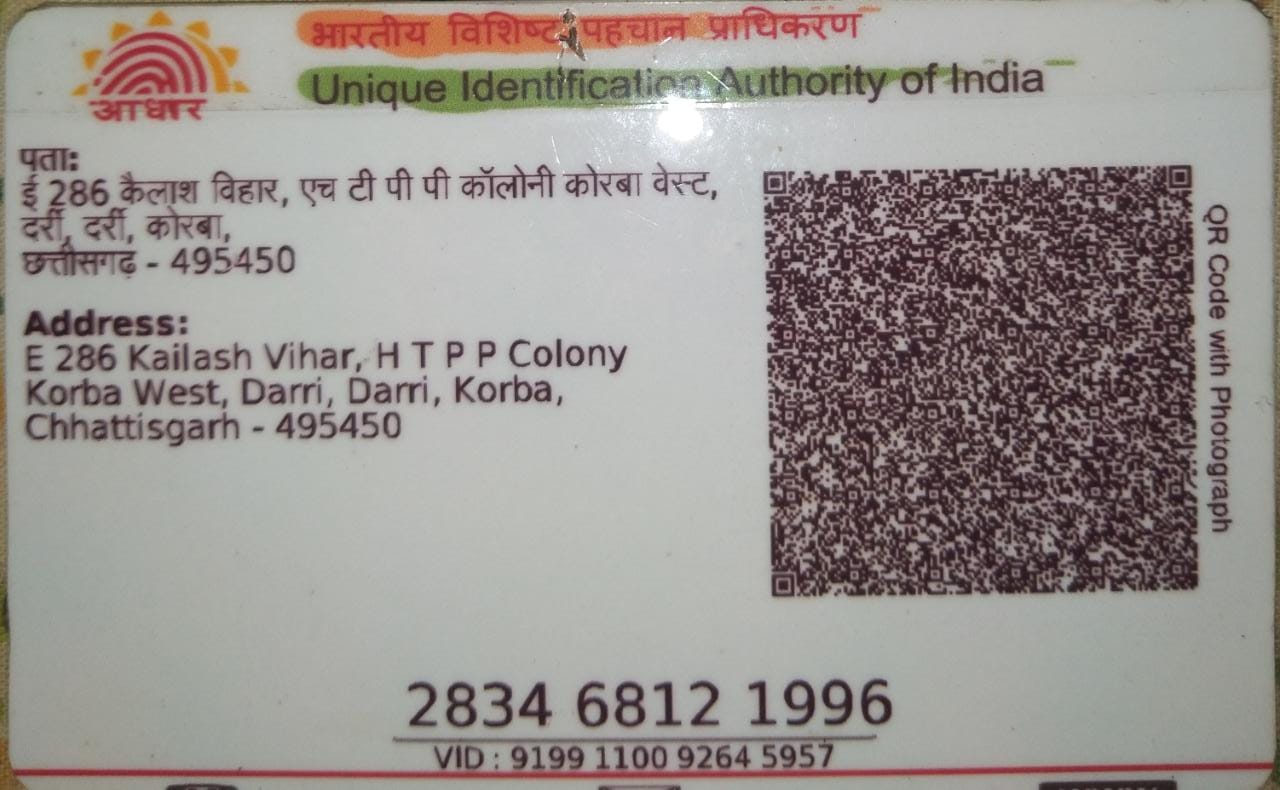 भारतीय विशिष्ट पहचान प्राधिकरण
Unique Identification Authority of India
आधार
पता:
ई 286 कैलाश विहार, एच टी पी पी कॉलोनी कोरबा वेस्ट,
दर्री, दर्री, कोरबा,
छत्तीसगढ़ - 495450
Address:
E 286 Kailash Vihar, H T P P Colony
Korba West, Darri, Darri, Korba,
Chhattisgarh - 495450
QR Code with Photograph
2834 6812 1996
VID : 9199 1100 9264 5957